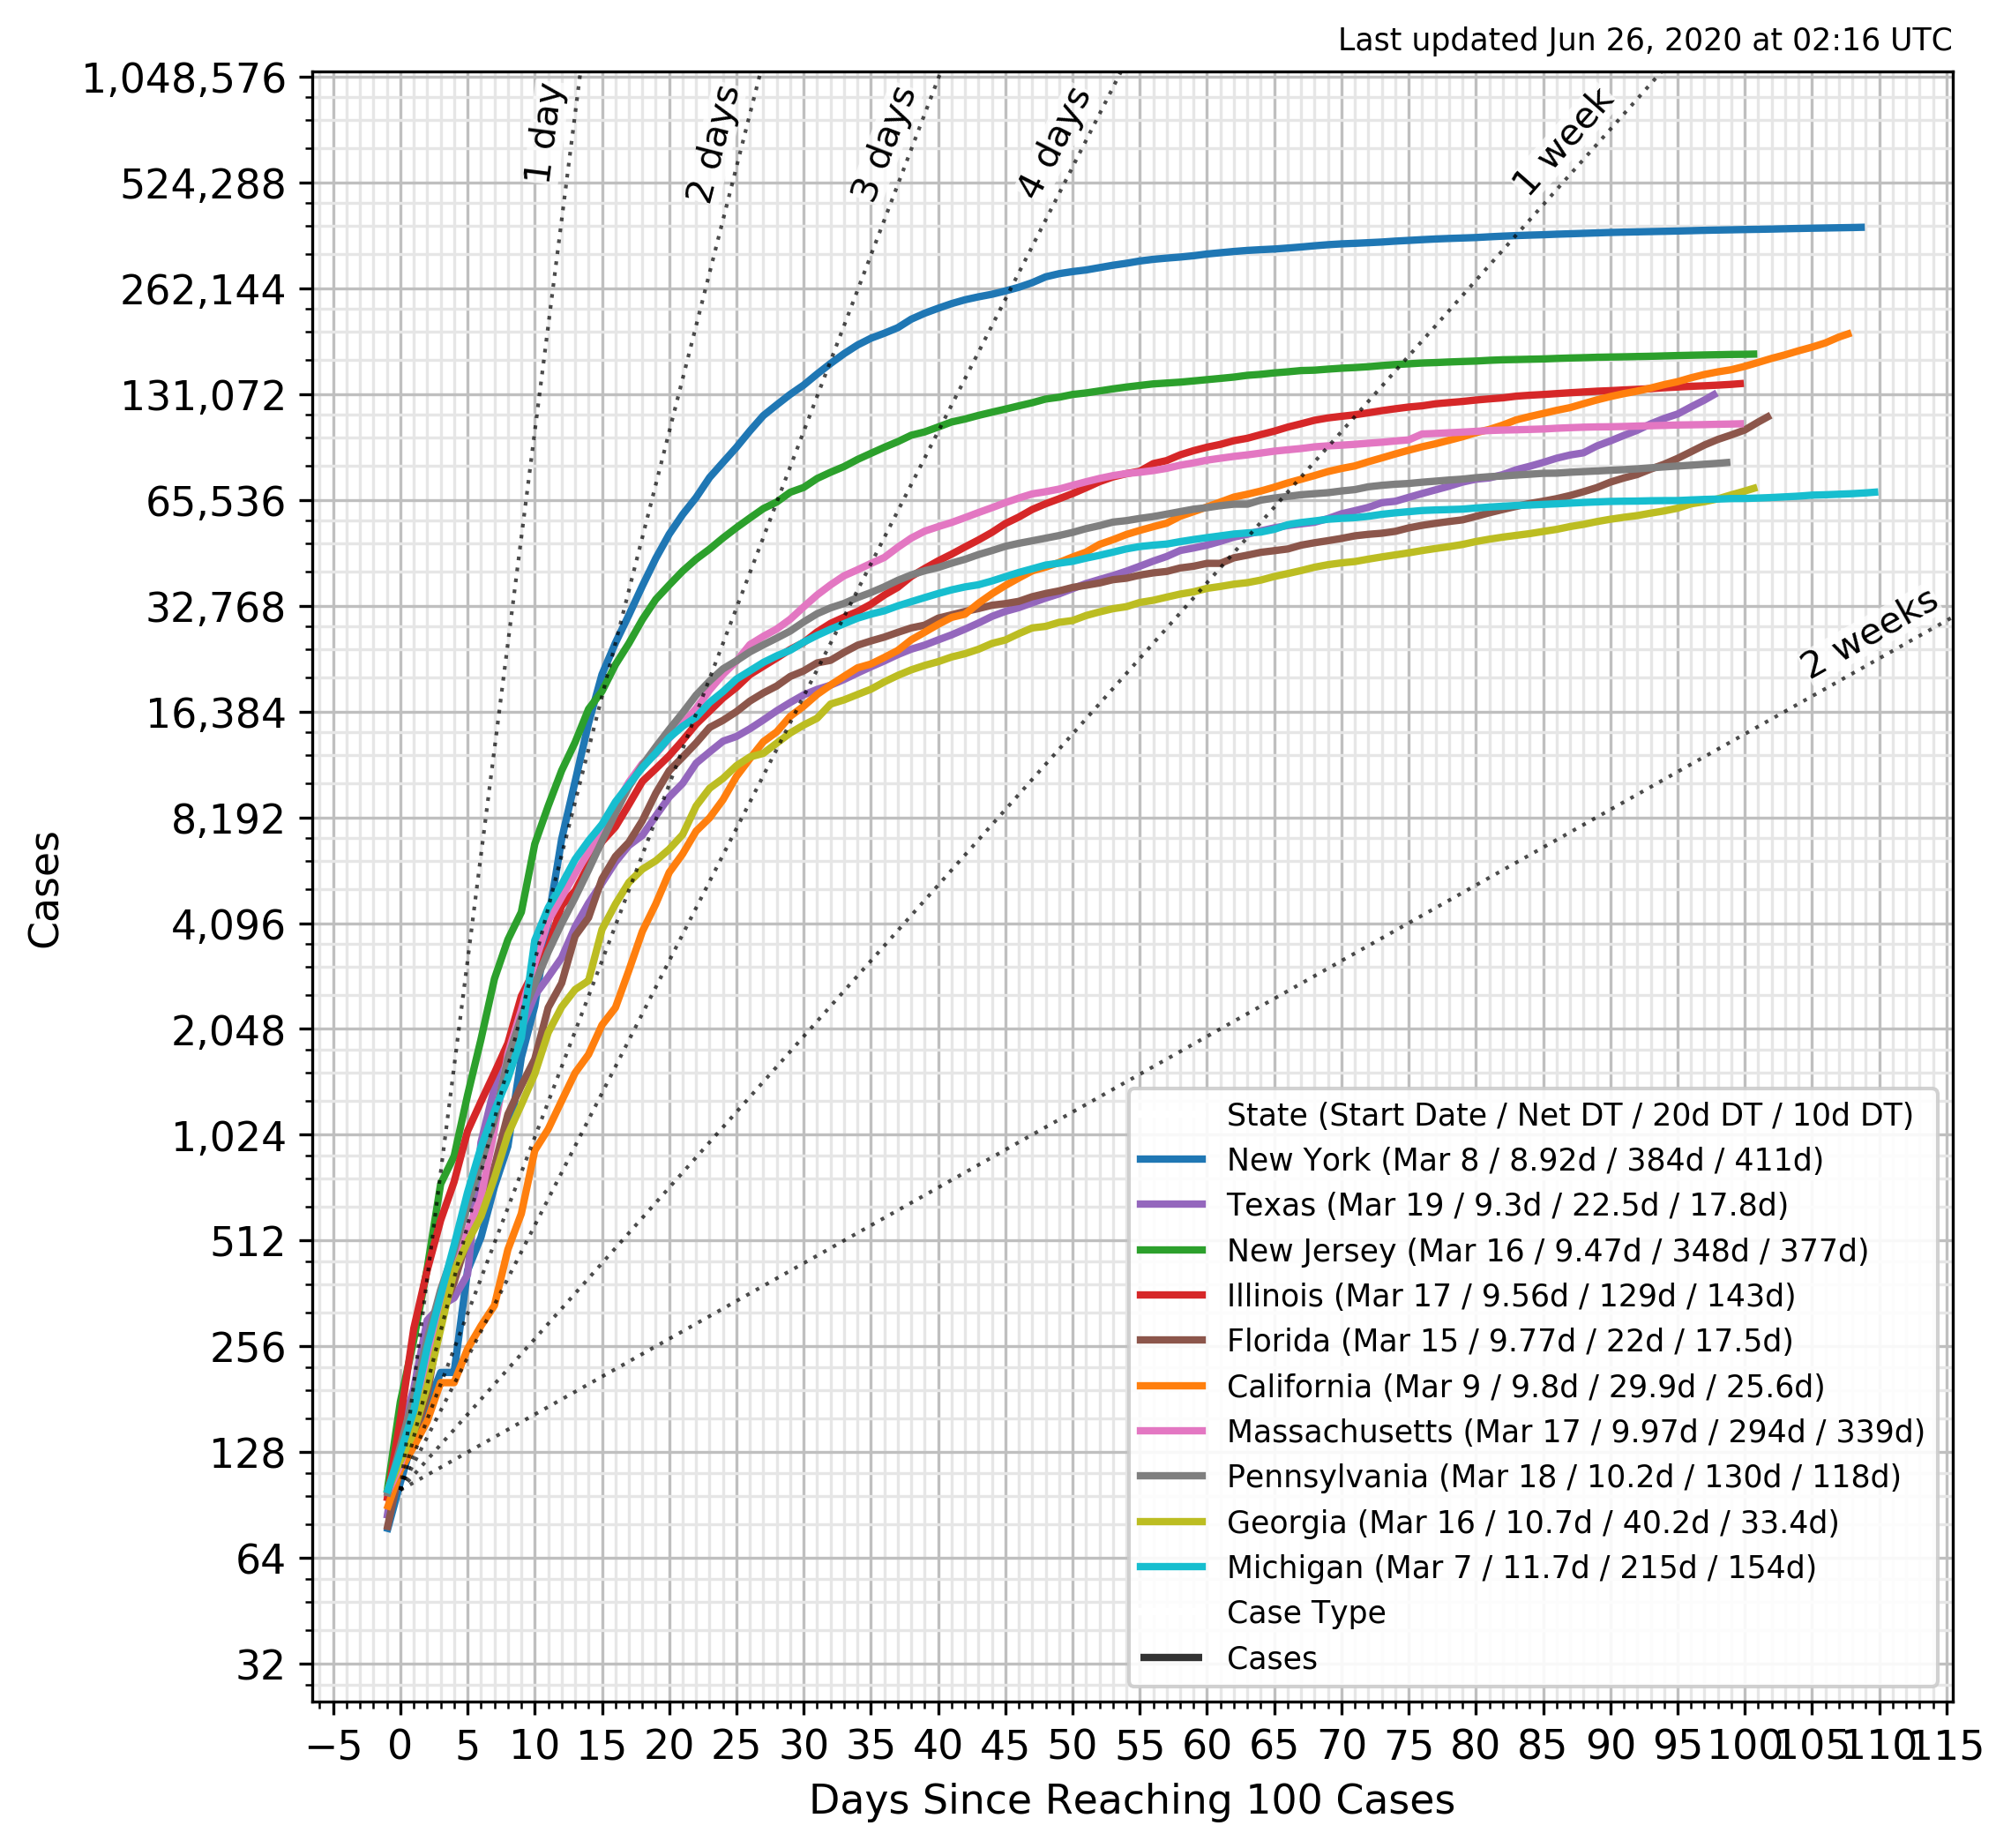 Last updated Jun 26, 2020 at 02:16 UTC
1,048,576
524,288
262,144
131,072
65,536
32,768
16,384
8,192
4,096
2,048
1,024
512
256
128
64
32
Cases
1 day
2 days
3 days
4 days
1 week
2 weeks
State (Start Date / Net DT / 20d DT / 10d DT)
New York (Mar 8 / 8.92d / 384d / 411d)
Texas (Mar 19 / 9.3d / 22.5d / 17.8d)
New Jersey (Mar 16 / 9.47d / 348d / 377d)
Illinois (Mar 17 / 9.56d / 129d / 143d)
Florida (Mar 15 / 9.77d / 22d / 17.5d)
California (Mar 9 / 9.8d / 29.9d / 25.6d)
Massachusetts (Mar 17 / 9.97d / 294d / 339d)
Pennsylvania (Mar 18 / 10.2d / 130d / 118d)
Georgia (Mar 16 / 10.7d / 40.2d / 33.4d)
Michigan (Mar 7 / 11.7d / 215d / 154d)
Case Type
Cases
−5 0 5 10 15 20 25 30 35 40 45 50 55 60 65 70 75 80 85 90 95 100 105 110 115
Days Since Reaching 100 Cases